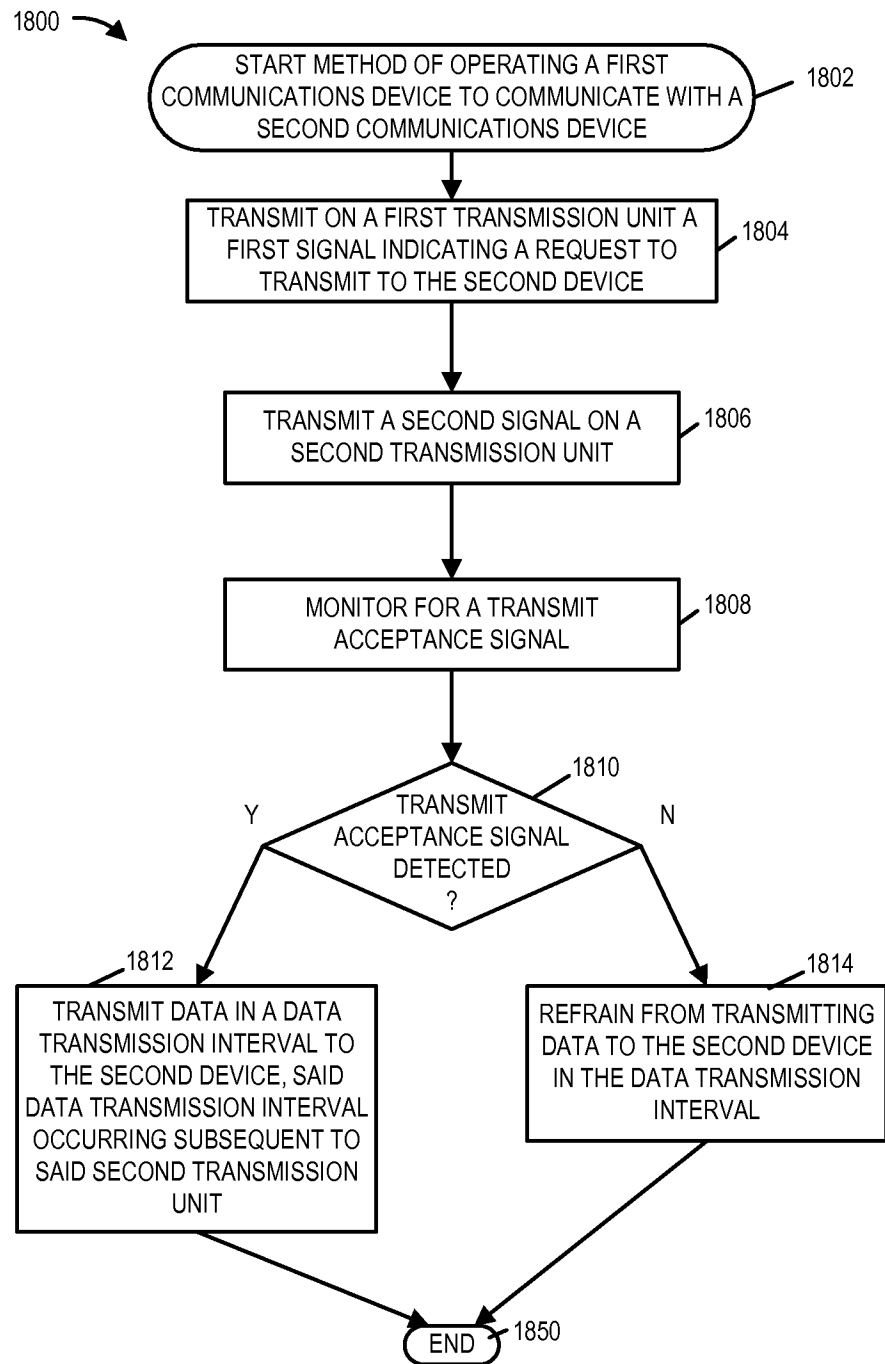 1800
START METHOD OF OPERATING A FIRST
COMMUNICATIONS DEVICE TO COMMUNICATE WITH A
SECOND COMMUNICATIONS DEVICE
1802
TRANSMIT ON A FIRST TRANSMISSION UNIT A
FIRST SIGNAL INDICATING A REQUEST TO
TRANSMIT TO THE SECOND DEVICE
1804
TRANSMIT A SECOND SIGNAL ON A
SECOND TRANSMISSION UNIT
1806
MONITOR FOR A TRANSMIT
ACCEPTANCE SIGNAL
1808
1810
Y
TRANSMIT
ACCEPTANCE SIGNAL
DETECTED
?
N
1812
TRANSMIT DATA IN A DATA
TRANSMISSION INTERVAL TO
THE SECOND DEVICE, SAID
DATA TRANSMISSION INTERVAL
OCCURRING SUBSEQUENT TO
SAID SECOND TRANSMISSION
UNIT
1814
REFRAIN FROM TRANSMITTING
DATA TO THE SECOND DEVICE
IN THE DATA TRANSMISSION
INTERVAL
END
1850